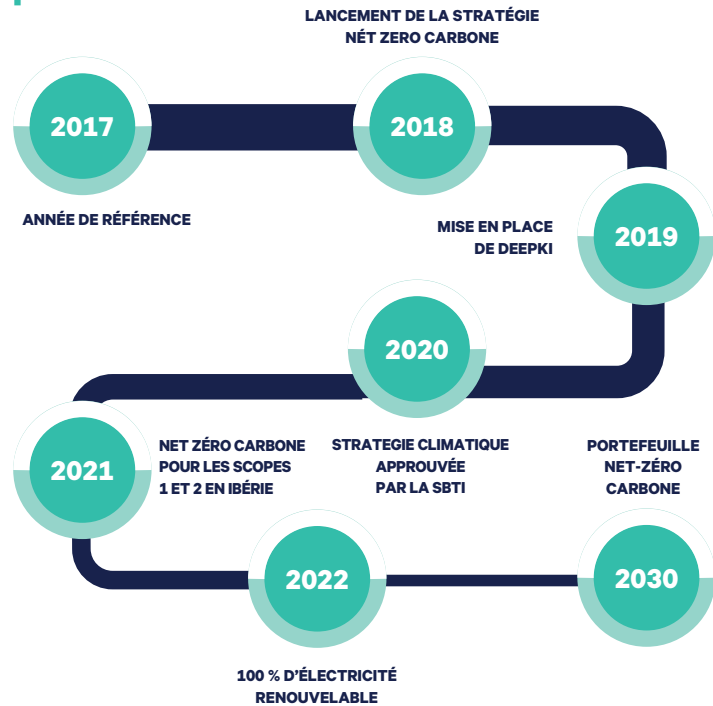 LANCEMENT DE LA STRATÉGIE
NÉT ZERO CARBONE
2017
2018
ANNÉE DE RÉFÉRENCE
MISE EN PLACE
DE DEEPKI
2019
2020
2021
NET ZÉRO CARBONE
POUR LES SCOPES
1 ET 2 EN IBÉRIE
STRATEGIE CLIMATIQUE
APPROUVÉE
PAR LA SBTI
PORTEFEUILLE
NET-ZÉRO
CARBONE
2022
2030
100 % D'ÉLECTRICITÉ
RENOUVELABLE